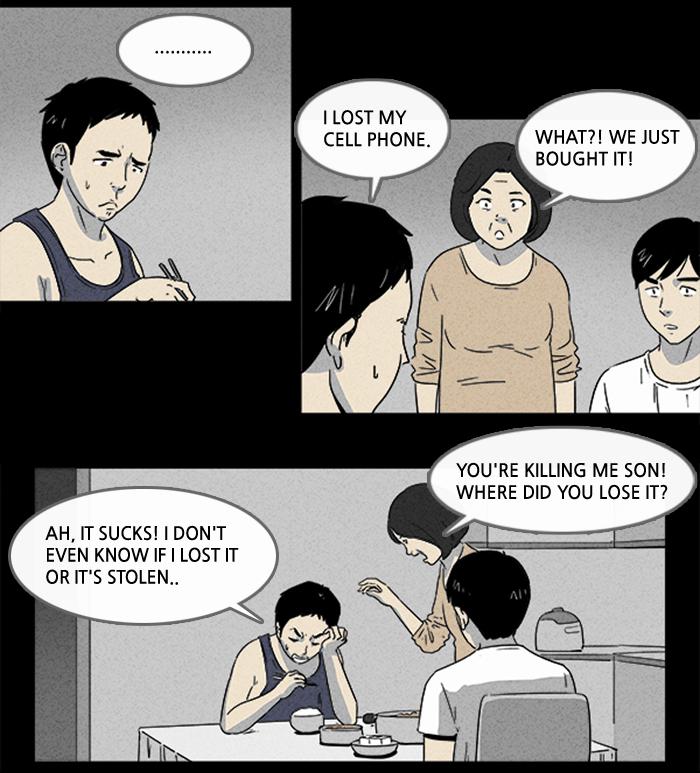 ...........
I LOST MY
CELL PHONE.
WHAT?! WE JUST
BOUGHT IT!
YOU'RE KILLING ME SON!
WHERE DID YOU LOSE IT?
AH, IT SUCKS! I DON'T
EVEN KNOW IF I LOST IT
OR IT'S STOLEN..